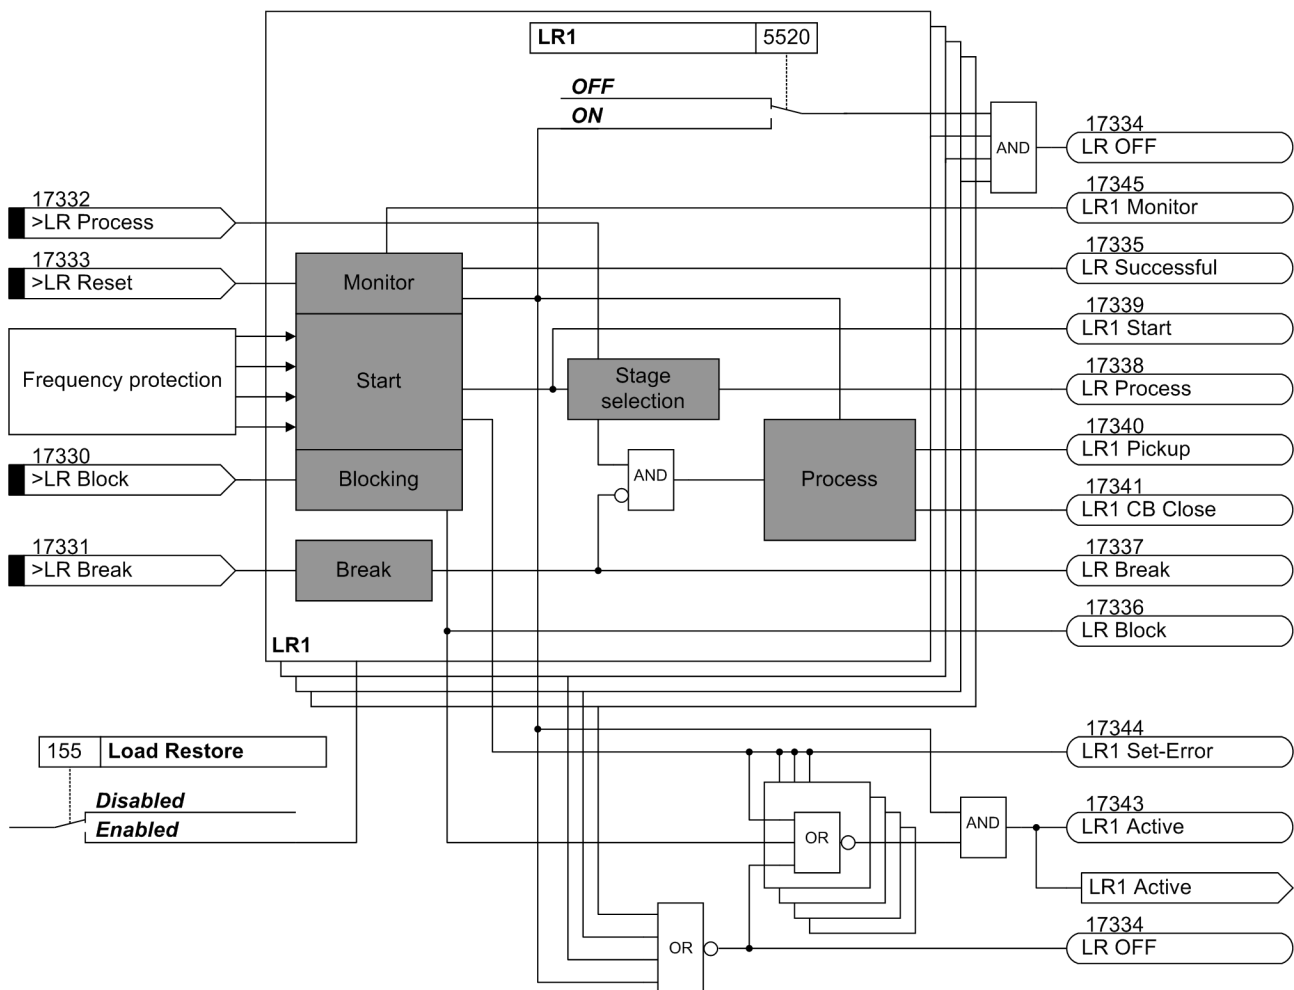 LR1 5520
OFF
ON
AND
17334
LR OFF
17332
>LR Process
17345
LR1 Monitor
17333
>LR Reset
Monitor
17335
LR Successful
17339
LR1 Start
Frequency protection
Start
Stage
selection
17338
LR Process
17330
>LR Block
Blocking
AND
Process
17340
LR1 Pickup
17341
LR1 CB Close
17331
>LR Break
Break
17337
LR Break
17336
LR Block
LR1
155 Load Restore
Disabled
Enabled
17344
LR1 Set-Error
OR
AND
17343
LR1 Active
LR1 Active
OR
17334
LR OFF